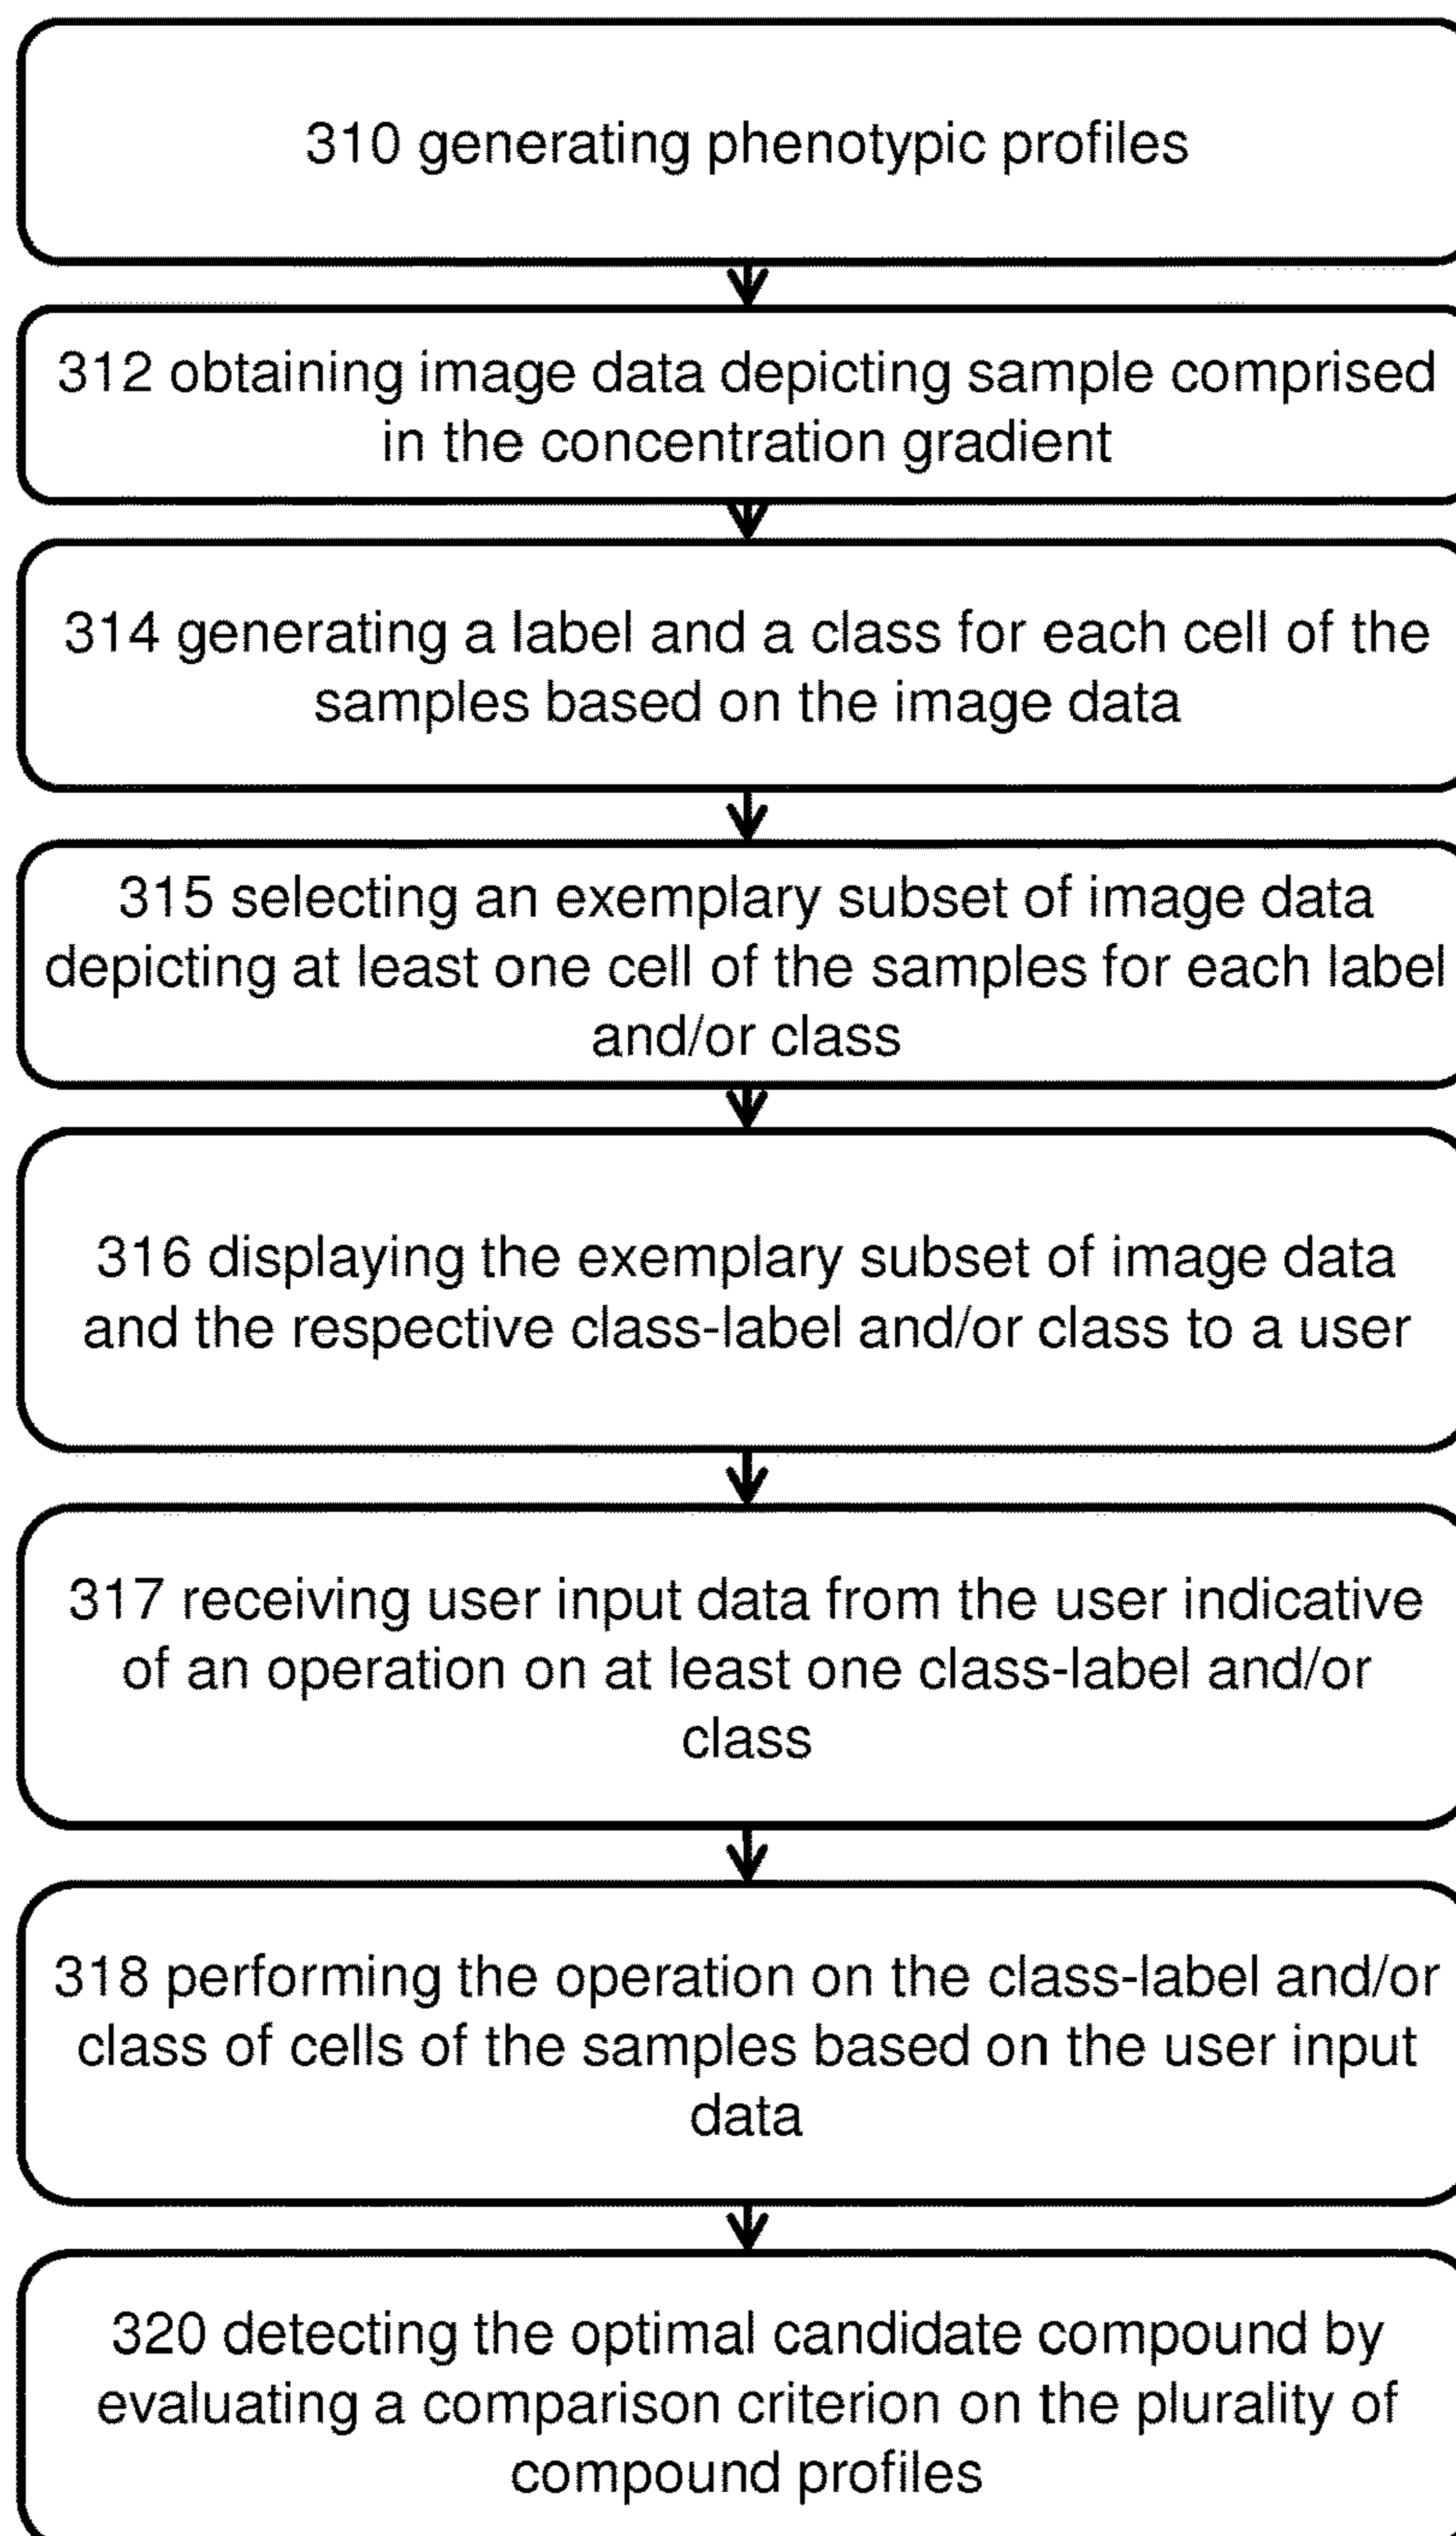 310 generating phenotypic profiles
312 obtaining image data depicting sample comprised
in the concentration gradient
314 generating a label and a class for each cell of the
samples based on the image data
315 selecting an exemplary subset of image data
depicting at least one cell of the samples for each label
and/or class
316 displaying the exemplary subset of image data
and the respective class-label and/or class to a user
317 receiving user input data from the user indicative
of an operation on at least one class-label and/or
class
318 performing the operation on the class-label and/or
class of cells of the samples based on the user input
data
320 detecting the optimal candidate compound by
evaluating a comparison criterion on the plurality of
compound profiles